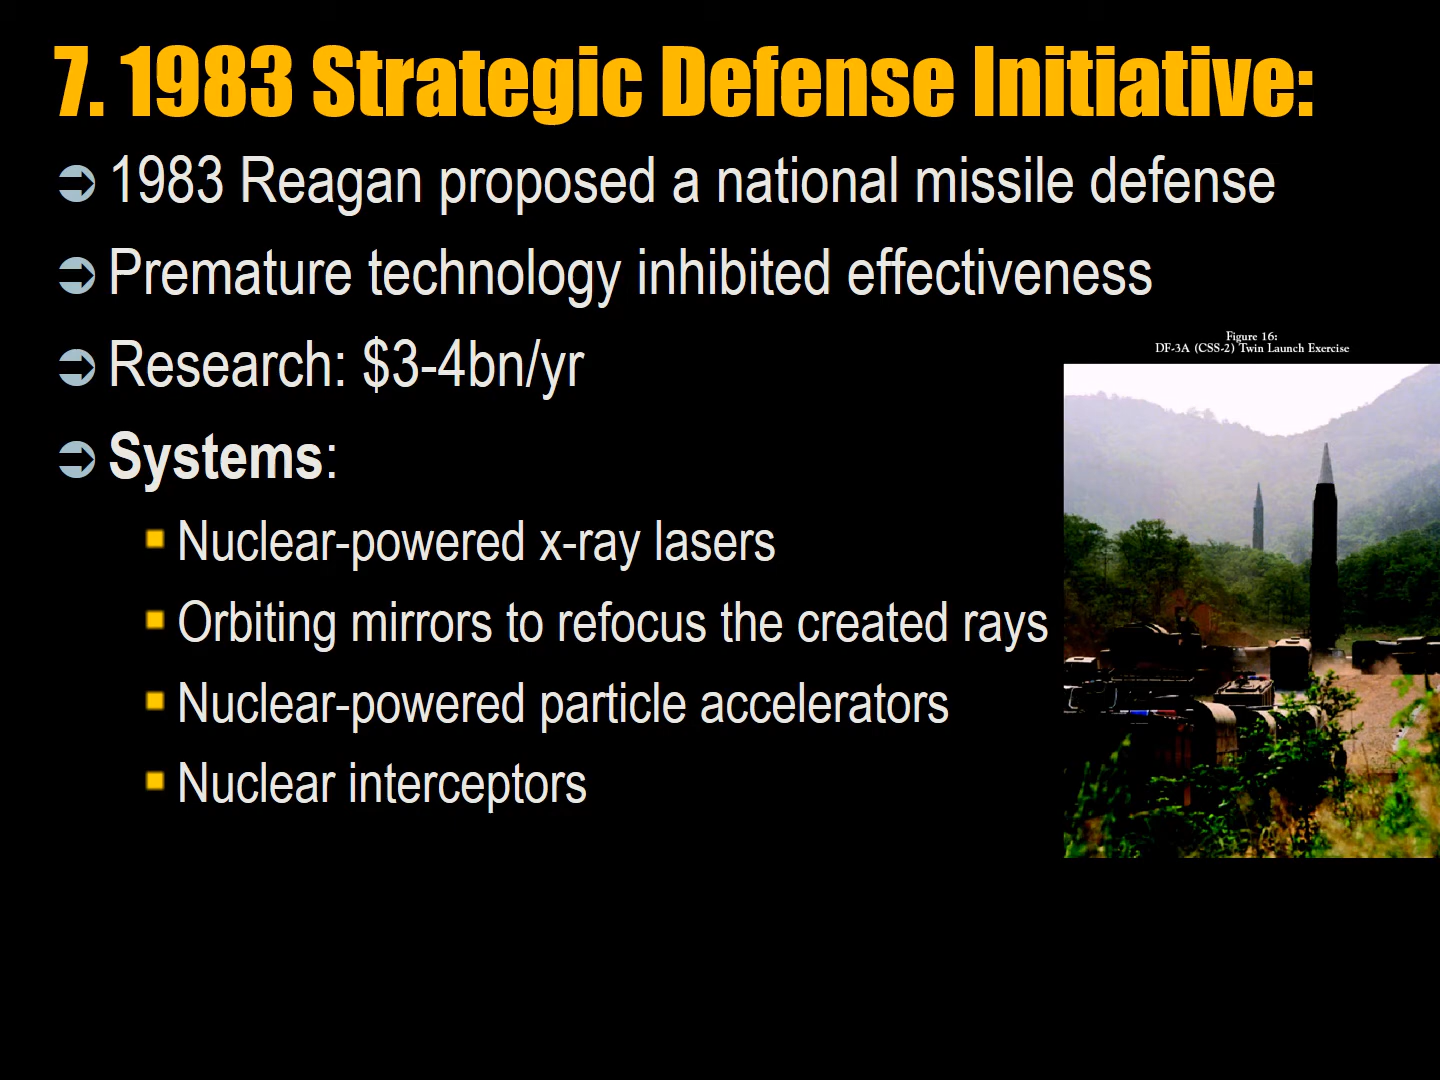 7. 1983 Strategic Defense Initiative:
1983 Reagan proposed a national missile defense
Premature technology inhibited effectiveness
Research: $3-4bn/yr
Systems:
Nuclear-powered x-ray lasers
Orbiting mirrors to refocus the created rays
Nuclear-powered particle accelerators
Nuclear interceptors
Figure 16:
DF-3A (CSS-2) Twin Launch Exercise